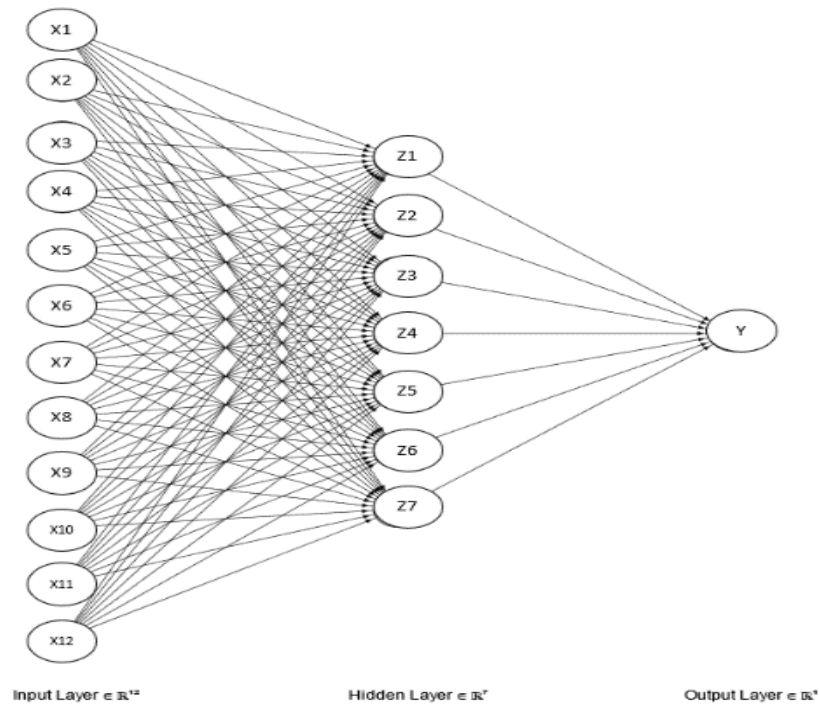 X1
X2
X3
X4
X5
X6
X7
X8
X9
X10
X11
X12
Z1
Z2
Z3
Z4
Z5
Z6
Z7
Y
Input Layer ∈ ℝ¹²
Hidden Layer ∈ ℝ⁷
Output Layer ∈ ℝ¹